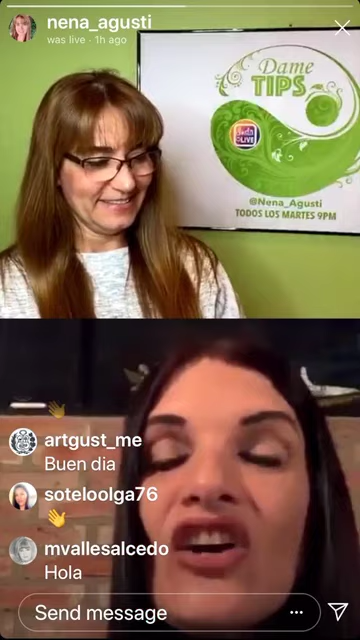 nena_agusti
was live · 1h ago
Dame
TIPS
@Nena_Agusti
TODOS LOS MARTES 9PM
👋
artgust_me
Buen dia
soteloolga76
👋
mvallesalcedo
Hola
Send message